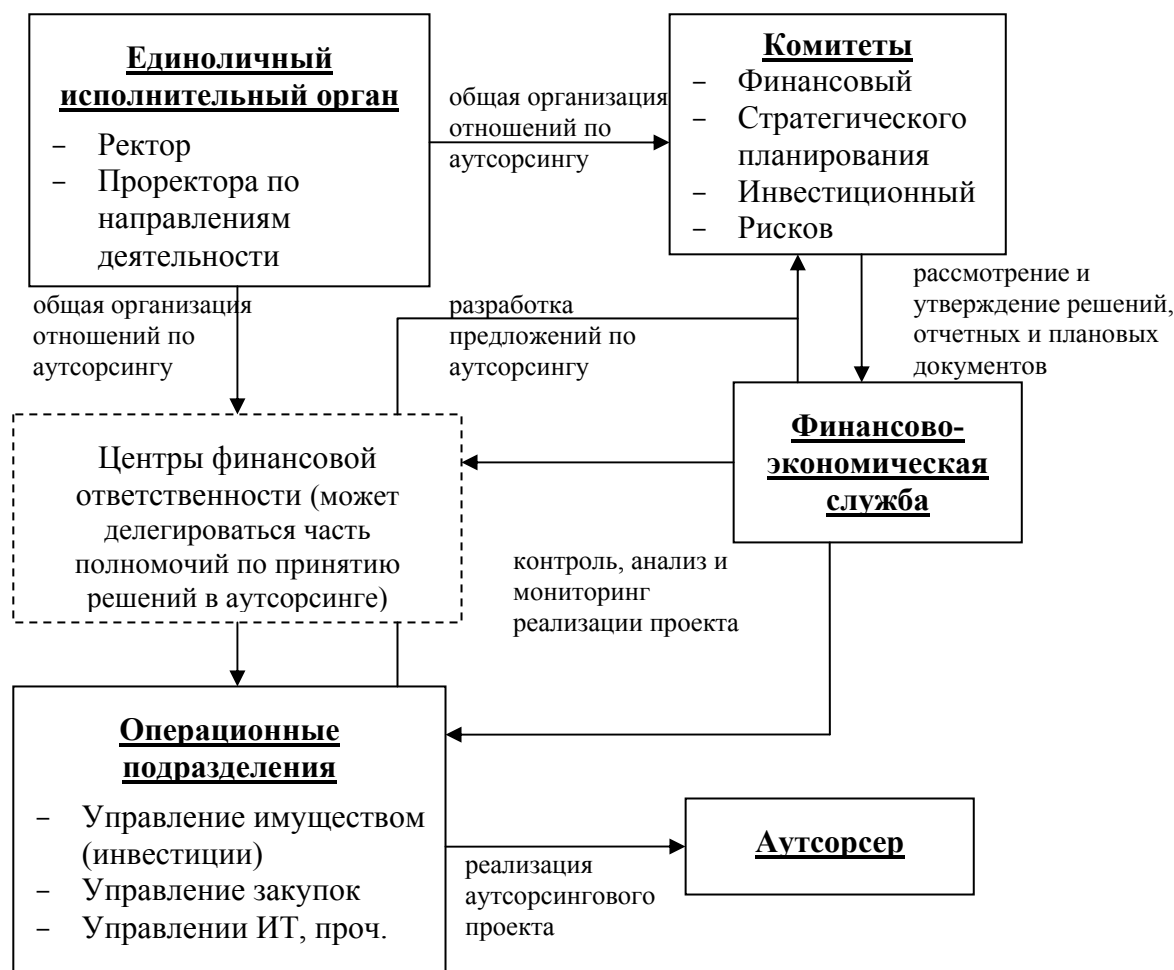 Единоличный
исполнительный орган
- Ректор
- Проректора по
направлениям
деятельности
общая организация
отношений по
аутсорсингу
Комитеты
- Финансовый
- Стратегического
планирования
- Инвестиционный
- Рисков
общая организация
отношений по
аутсорсингу
разработка
предложений по
аутсорсингу
рассмотрение и
утверждение решений,
отчетных и плановых
документов
Центры финансовой
ответственности (может
делегироваться часть
полномочий по принятию
решений в аутсорсинге)
Финансово-
экономическая
служба
контроль, анализ и
мониторинг
реализации проекта
Операционные
подразделения
- Управление имуществом
(инвестиции)
- Управление закупок
- Управлении ИТ, проч.
реализация
аутсорсингового
проекта
Аутсорсер